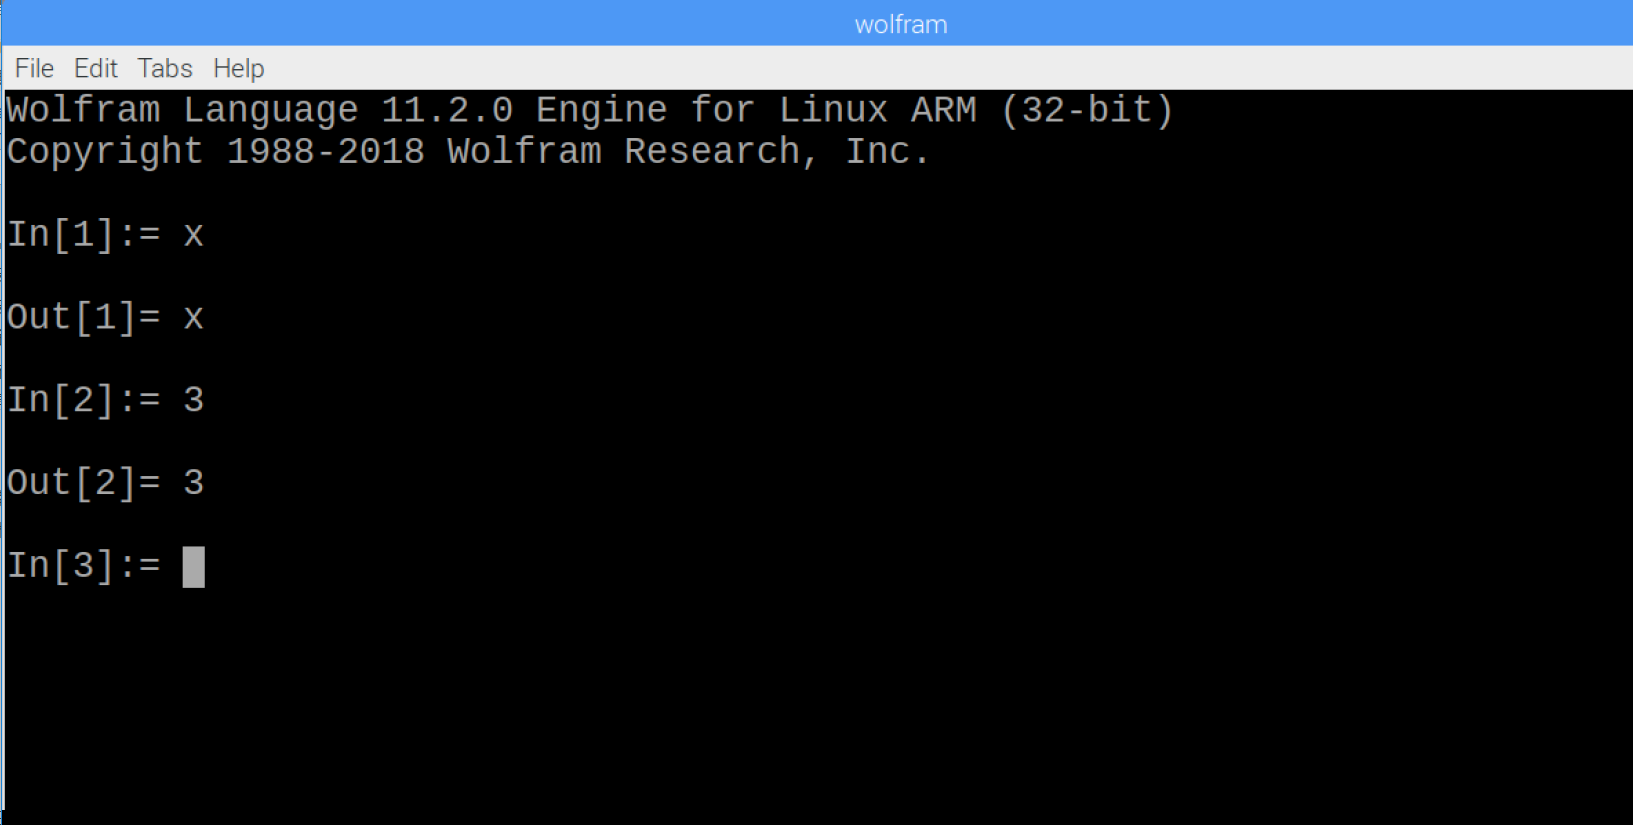 wolfram
File Edit Tabs Help
Wolfram Language 11.2.0 Engine for Linux ARM (32-bit)
Copyright 1988-2018 Wolfram Research, Inc.
In[1]:= x
Out[1]= x
In[2]:= 3
Out[2]= 3
In[3]:=